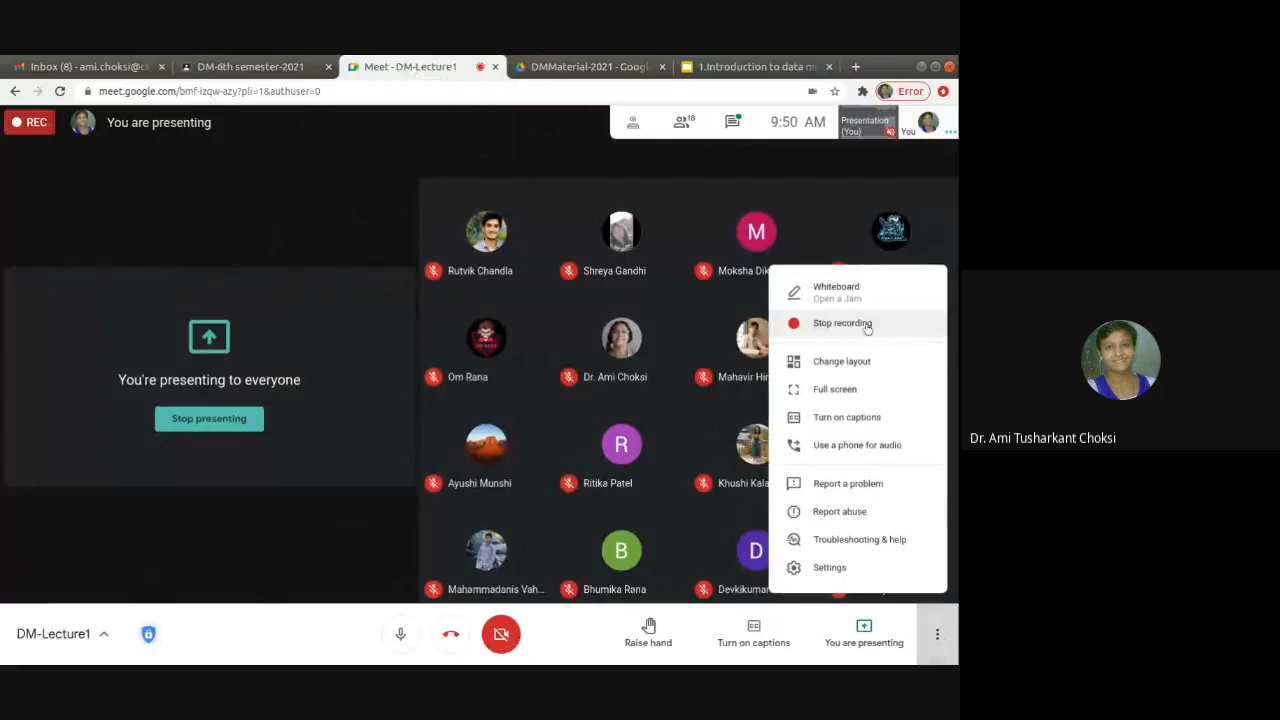 Inbox (8) - ami.choksi@c
DM-6th semester-2021
Meet - DM-Lecture1
DMMaterial-2021 - Goog
1.Introduction to data m
meet.google.com/bmf-izqw-azy?pli=1&authuser=0
Error
REC
You are presenting
18
9:50 AM
Presentation
(You)
You
Rutvik Chandla
Shreya Gandhi
Moksha Dik
Whiteboard
Open a Jam
Stop recording
You're presenting to everyone
Stop presenting
Om Rana
Dr. Ami Choksi
Mahavir Hir
Change layout
Full screen
Turn on captions
Use a phone for audio
R
Ayushi Munshi
Ritika Patel
Khushi Kala
Report a problem
Report abuse
Troubleshooting & help
Settings
M
B
D
Mahammadanis Vah...
Bhumika Rana
Devkikumar
DM-Lecture1
Raise hand
Turn on captions
You are presenting
Dr. Ami Tusharkant Choksi